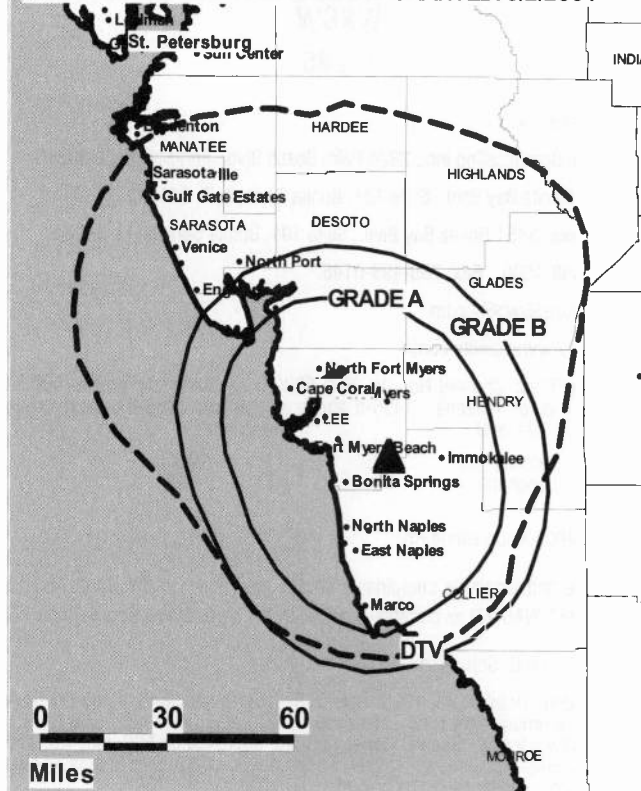 St. Petersburg
Sun Center
INDIA
HARDEE
MANATEE
HIGHLANDS
Sarasota
Gulf Gate Estates
DESOTO
SARASOTA
Venice
North Port
GLADES
GRADE A
GRADE B
North Fort Myers
Cape Coral
HENDRY
LEE
Fort Myers Beach
Immokalee
Bonita Springs
North Naples
East Naples
COLLIER
Marco
DTV
0 30 60
Miles
MONROE